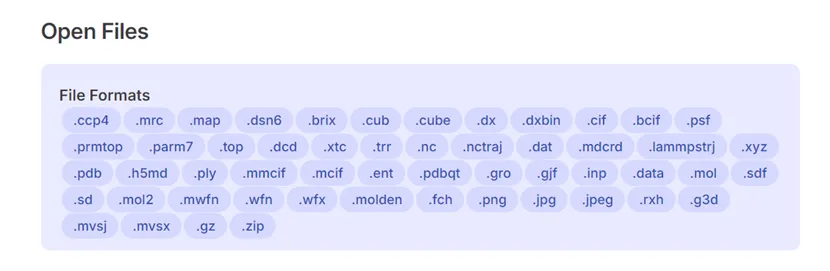 Open Files
File Formats
.ccp4 .mrc .map .dsn6 .brix .cub .cube .dx .dxbin .cif .bcif .psf
.prmtop .parm7 .top .dcd .xtc .trr .nc .nctraj .dat .mdcrd .lammpstrj .xyz
.pdb .h5md .ply .mmcif .mcif .ent .pdbqt .gro .gjf .inp .data .mol .sdf
.sd .mol2 .mwfn .wfn .wfx .molden .fch .png .jpg .jpeg .rxh .g3d
.mvsj .mvsx .gz .zip